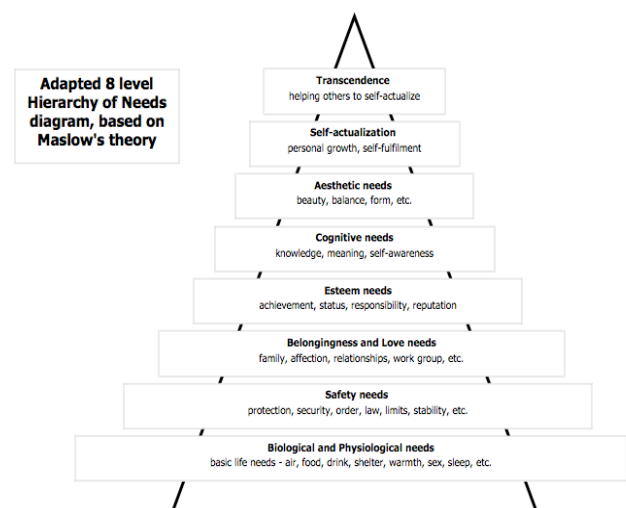 Adapted 8 level
Hierarchy of Needs
diagram, based on
Maslow's theory
Transcendence
helping others to self-actualize
Self-actualization
personal growth, self-fulfilment
Aesthetic needs
beauty, balance, form, etc.
Cognitive needs
knowledge, meaning, self-awareness
Esteem needs
achievement, status, responsibility, reputation
Belongingness and Love needs
family, affection, relationships, work group, etc.
Safety needs
protection, security, order, law, limits, stability, etc.
Biological and Physiological needs
basic life needs - air, food, drink, shelter, warmth, sex, sleep, etc.